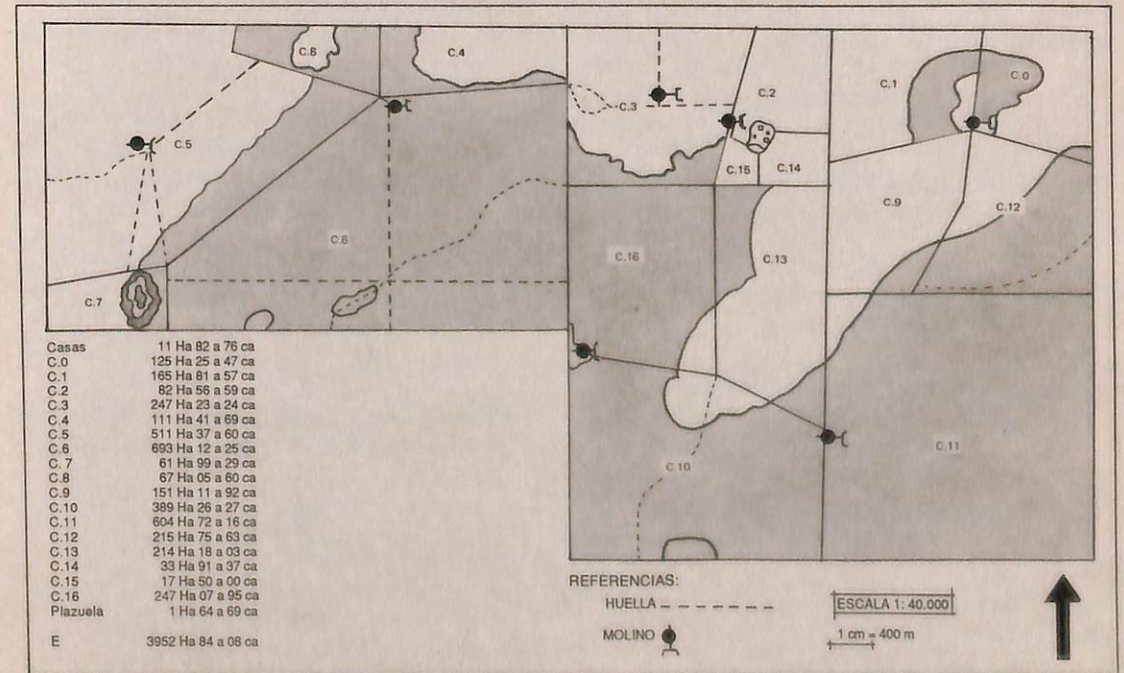 C.8
C.4
C.5
C.6
C.7
C.3
C.2
C.15
C.14
C.1
C.0
C.9
C.12
C.16
C.13
C.10
C.11
Casas 11 Ha 82 a 76 ca
C.0 125 Ha 25 a 47 ca
C.1 165 Ha 81 a 57 ca
C.2 82 Ha 56 a 59 ca
C.3 247 Ha 23 a 24 ca
C.4 111 Ha 41 a 69 ca
C.5 511 Ha 37 a 60 ca
C.6 693 Ha 12 a 25 ca
C. 7 61 Ha 99 a 29 ca
C.8 67 Ha 05 a 60 ca
C.9 151 Ha 11 a 92 ca
C.10 389 Ha 26 a 27 ca
C.11 604 Ha 72 a 16 ca
C.12 215 Ha 75 a 63 ca
C.13 214 Ha 18 a 03 ca
C.14 33 Ha 91 a 37 ca
C.15 17 Ha 50 a 00 ca
C.16 247 Ha 07 a 95 ca
Plazuela 1 Ha 64 a 69 ca
E 3952 Ha 84 a 08 ca
REFERENCIAS:
HUELLA
MOLINO
ESCALA 1: 40.000
1 cm = 400 m